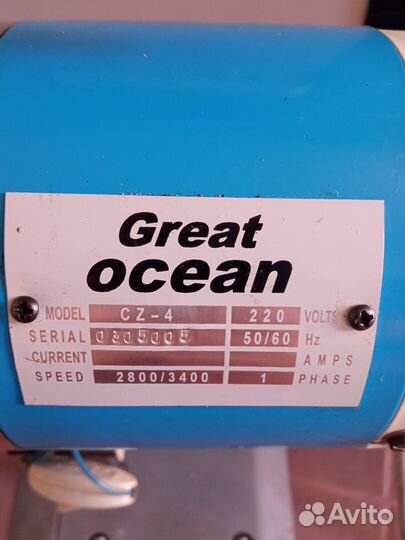 Great
ocean
MODEL CZ-4 220 VOLTS
SERIAL 0305005 50/60 Hz
CURRENT AMPS
SPEED 2800/3400 1 PHASE
Avito